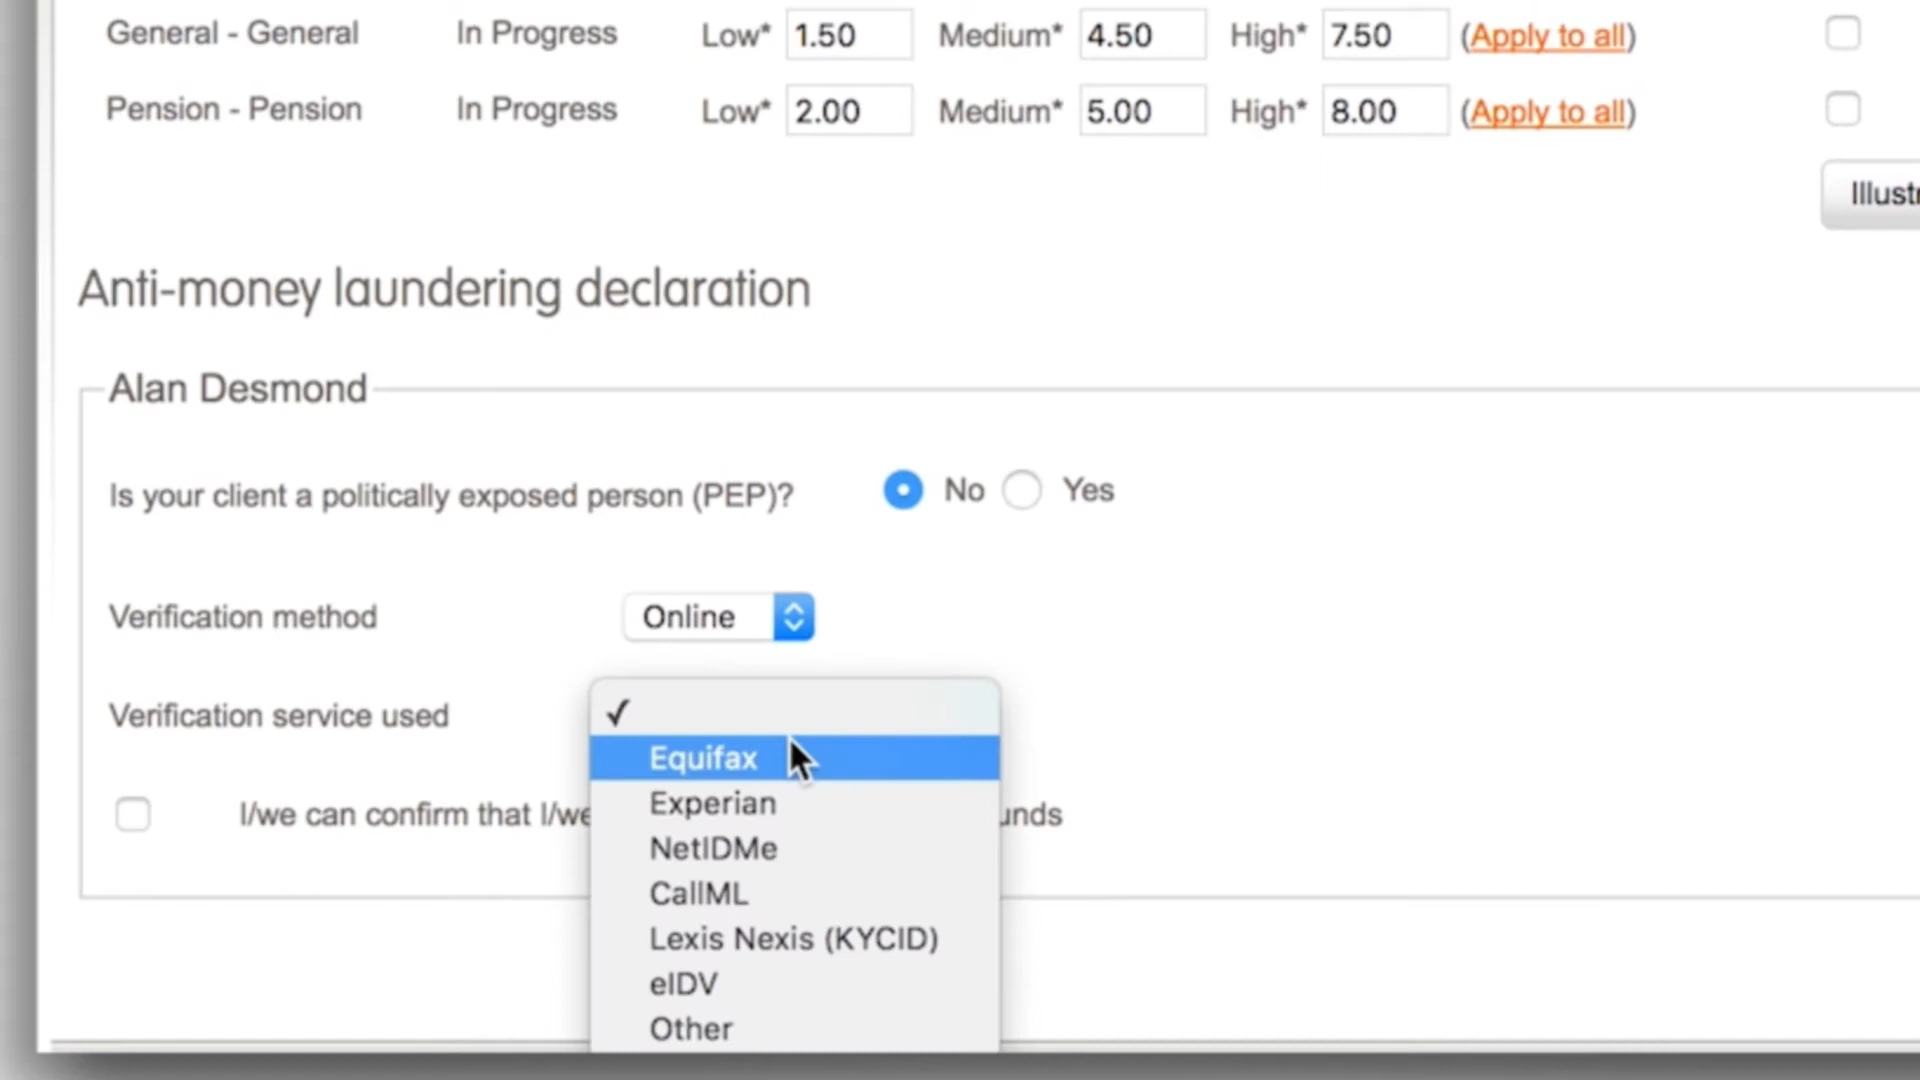 General - General In Progress Low* 1.50 Medium* 4.50 High* 7.50 (Apply to all)
Pension - Pension In Progress Low* 2.00 Medium* 5.00 High* 8.00 (Apply to all)
Anti-money laundering declaration
Alan Desmond
Is your client a politically exposed person (PEP)? No Yes
Verification method Online
Verification service used
Equifax
Experian
I/we can confirm that I/we
NetIDMe
CallML
Lexis Nexis (KYCID)
eIDV
Other